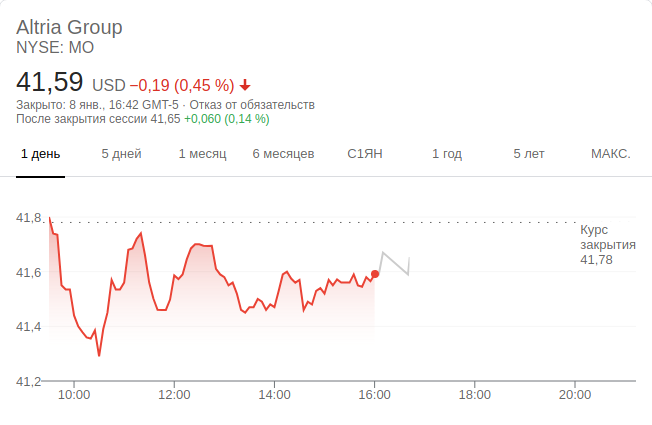 Altria Group
NYSE: MO
41,59 USD −0,19 (0,45 %)
Закрыто: 8 янв., 16:42 GMT-5 · Отказ от обязательств
После закрытия сессии 41,65 +0,060 (0,14 %)
1 день 5 дней 1 месяц 6 месяцев С1ЯН 1 год 5 лет МАКС.
41,8
Курс
закрытия
41,78
41,6
41,4
41,2
10:00 12:00 14:00 16:00 18:00 20:00